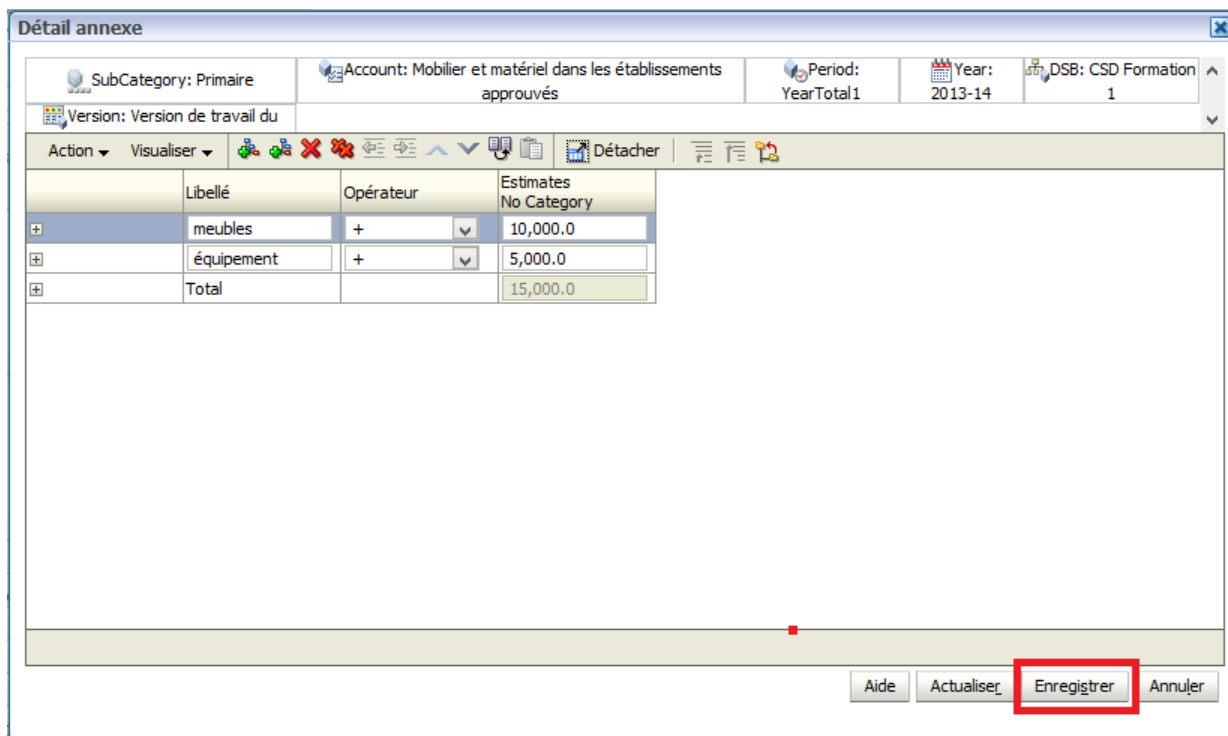 Détail annexe
SubCategory: Primaire
Account: Mobilier et matériel dans les établissements
approuvés
Period:
YearTotal1
Year:
2013-14
DSB: CSD Formation
1
Version: Version de travail du
Action Visualiser Détacher
Libellé Opérateur Estimates
No Category
meubles + 10,000.0
équipement + 5,000.0
Total 15,000.0
Aide Actualiser Enregistrer Annuler